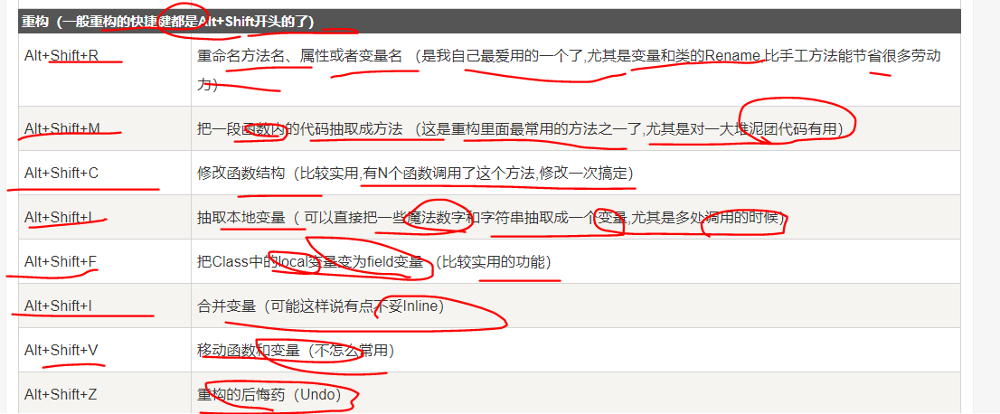 重构（一般重构的快捷键都是Alt+Shift开头的了）
Alt+Shift+R 重命名方法名、属性或者变量名 （是我自己最爱用的一个了,尤其是变量和类的Rename,比手工方法能节省很多劳动
力）
Alt+Shift+M 把一段函数内的代码抽取成方法 （这是重构里面最常用的方法之一了,尤其是对一大堆泥团代码有用）
Alt+Shift+C 修改函数结构（比较实用,有N个函数调用了这个方法,修改一次搞定）
Alt+Shift+L 抽取本地变量（ 可以直接把一些魔法数字和字符串抽取成一个变量,尤其是多处调用的时候）
Alt+Shift+F 把Class中的local变量变为field变量 （比较实用的功能）
Alt+Shift+I 合并变量（可能这样说有点不妥Inline）
Alt+Shift+V 移动函数和变量（不怎么常用）
Alt+Shift+Z 重构的后悔药（Undo）